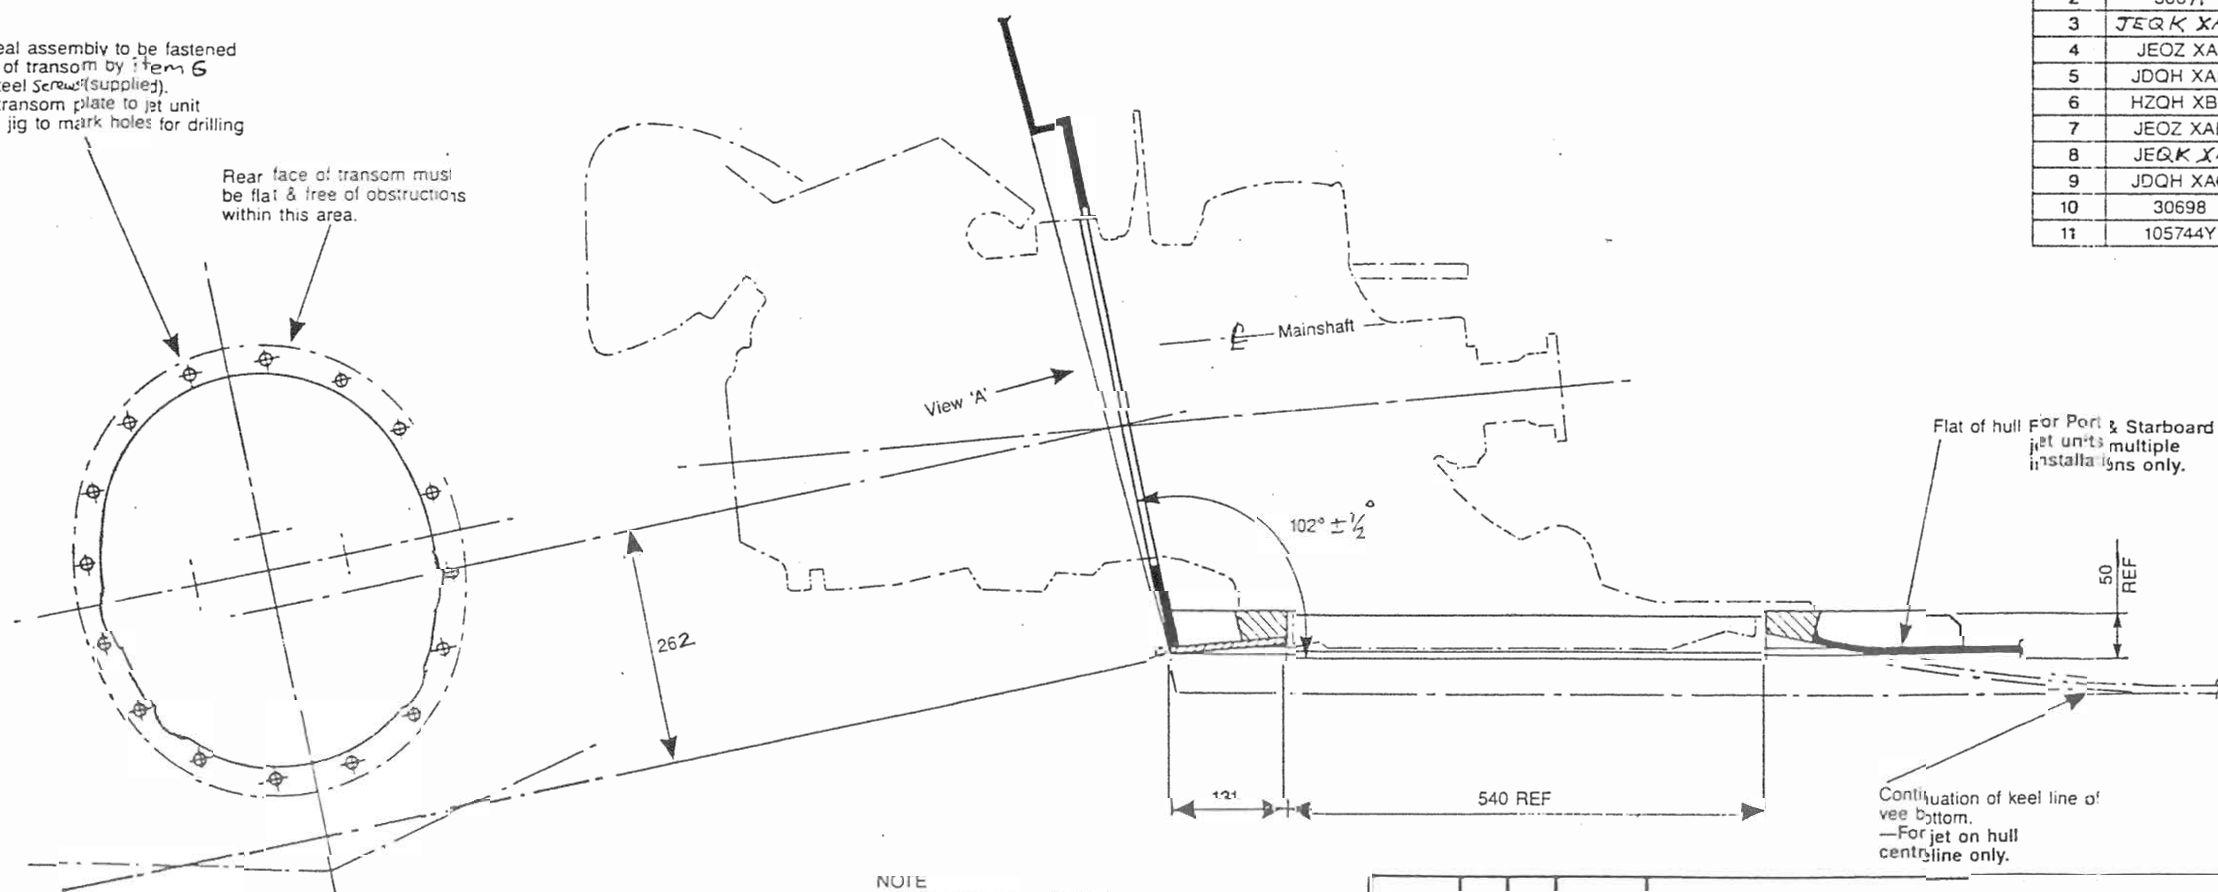 eal assembly to be fastened
of transom by item 6
teel Screws (supplied).
transom plate to jet unit
jig to mark holes for drilling
Rear face of transom must
be flat & free of obstructions
within this area.
View 'A'
Mainshaft
102° ± 1/2°
262
131
540 REF
50
REF
Flat of hull For Port & Starboard
jet units multiple
installations only.
Continuation of keel line of
vee bottom.
—For jet on hull
centreline only.
NOTE
2
3 JEQK
4 JEOZ XA
5 JDQH XA
6 HZQH XB
7 JEOZ XA
8 JEQK
9 JDQH XA
10 30698
11 105744Y